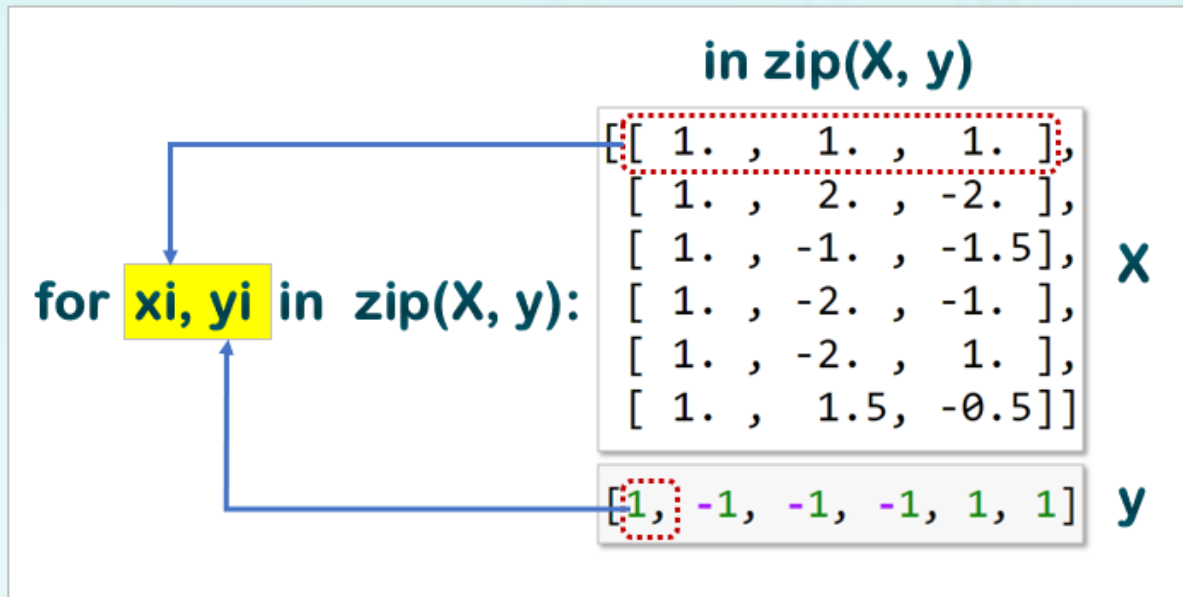 in zip(X, y)
[[ 1. ,  1. ,  1. ],
[ 1. ,  2. , -2. ],
[ 1. , -1. , -1.5],
X
for xi, yi in zip(X, y):
[ 1. , -2. , -1. ],
[ 1. , -2. ,  1. ],
[ 1. ,  1.5, -0.5]]
[1, -1, -1, -1, 1, 1]
y